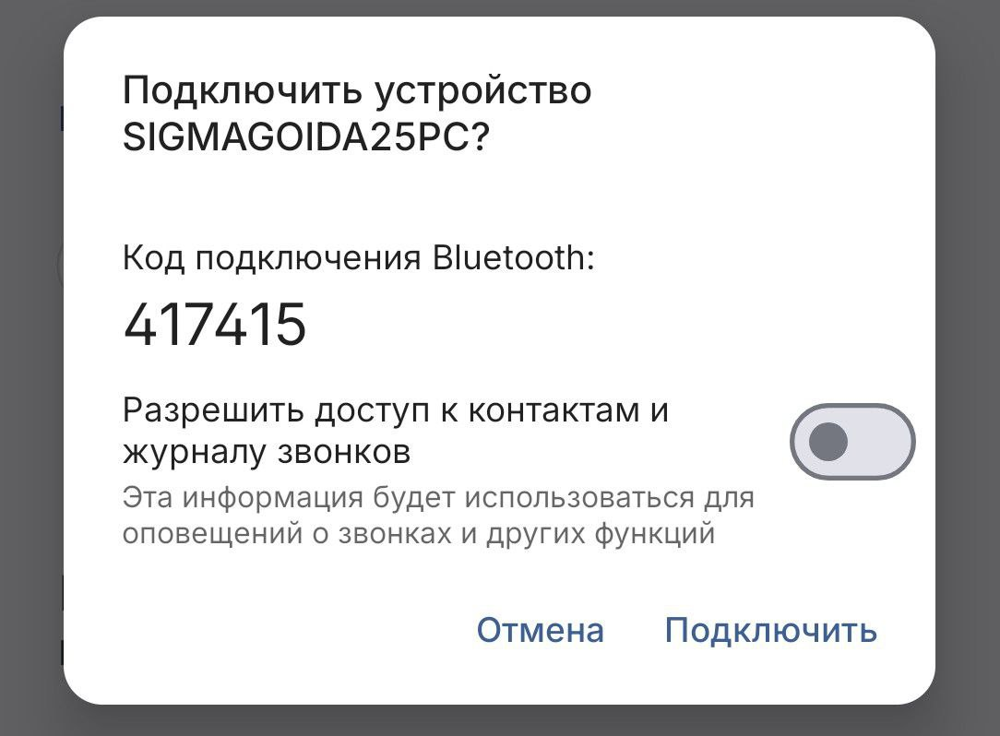 Подключить устройство
SIGMAGOIDA25PC?
Код подключения Bluetooth:
417415
Разрешить доступ к контактам и
журналу звонков
Эта информация будет использоваться для
оповещений о звонках и других функций
Отмена Подключить